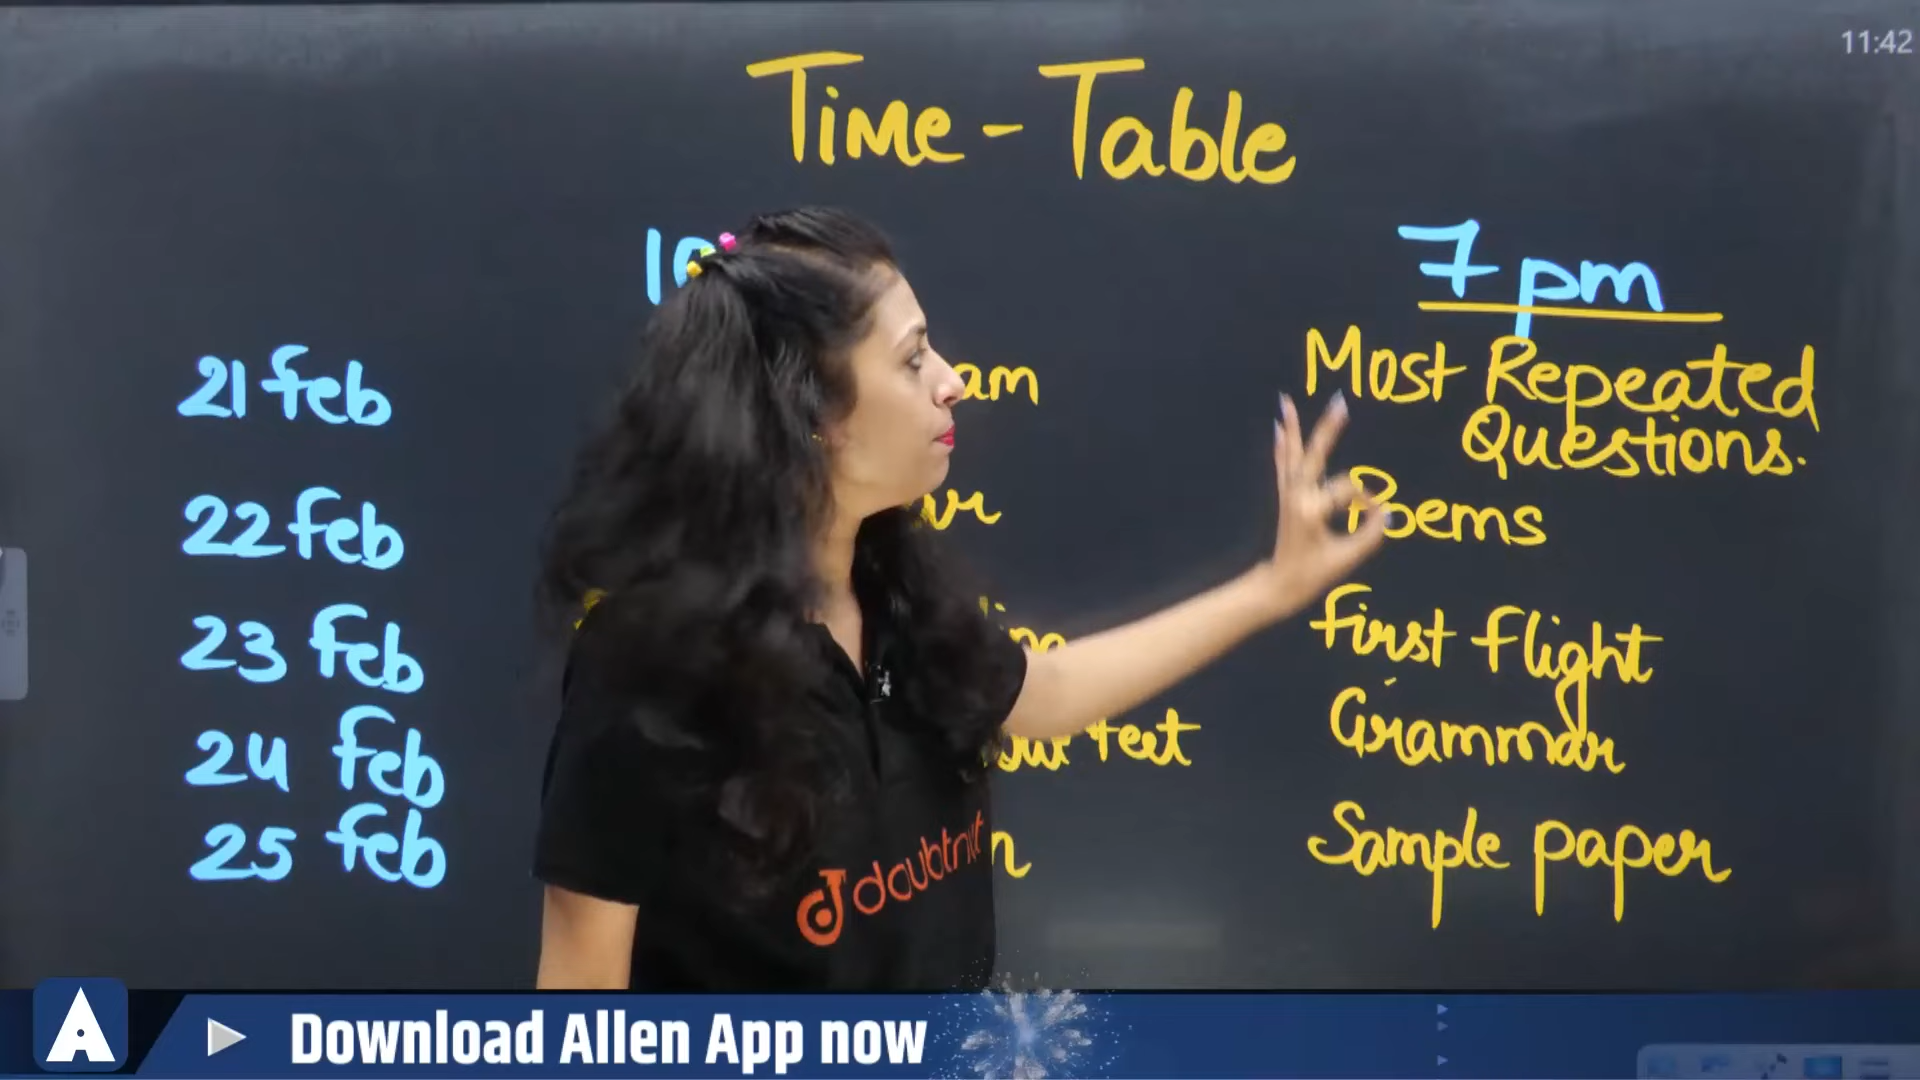 11:42
Time-Table
7 pm
21 feb
Most Repeated
Questions.
22 feb
Poems
23 feb
first flight
24 feb
feet
Grammar
25 feb
Sample paper
doubtnut
Download Allen App now